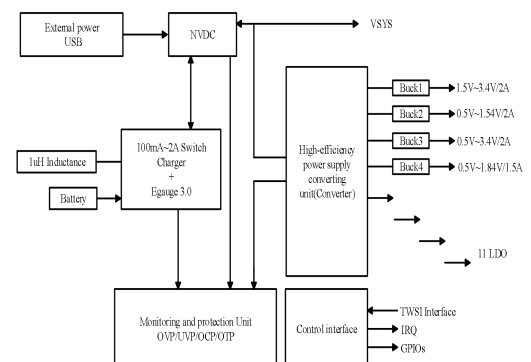 External power
USB
NVDC
VSYS
Buck1
1.5V~3.4V/2A
Buck2
0.5V~1.54V/2A
Buck3
0.5V~3.4V/2A
Buck4
0.5V~1.84V/1.5A
100mA~2A Switch
Charger
+
Egauge 3.0
1uH Inductance
Battery
High-efficiency
power supply
converting
unit(Converter)
11 LDO
Monitoring and protection Unit
OVP/UVP/OCP/OTP
Control interface
TWSI Interface
IRQ
GPIOs